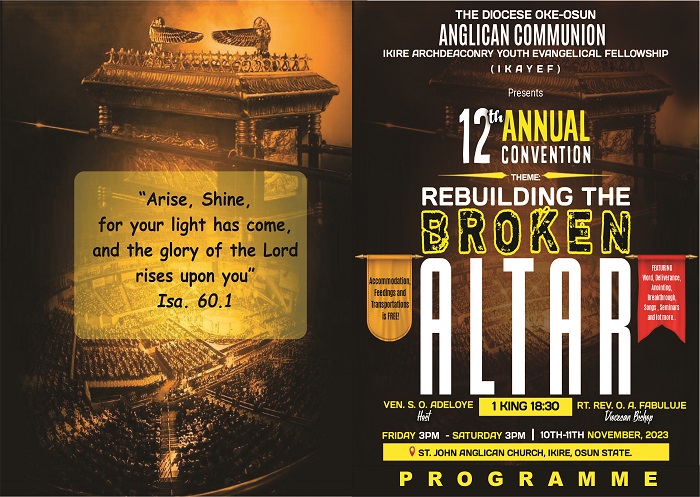 “Arise, Shine,
for your light has come,
and the glory of the Lord
rises upon you”
Isa. 60.1
THE DIOCESE OKE-OSUN
ANGLICAN COMMUNION
IKIRE ARCHDEACONRY YOUTH EVANGELICAL FELLOWSHIP
(IKAYEF)
Presents
12th ANNUAL
CONVENTION
THEME:
REBUILDING THE
BROKEN
ALTAR
Accommodation,
Feedings and
Transportations
is FREE!
FEATURING
Word, Deliverance,
Anointing,
Breakthrough,
Songs, Seminars
and lot more..
VEN. S. O. ADELOYE
Host
1 KING 18:30
RT. REV. O. A. FABULUJE
Diocesan Bishop
FRIDAY 3PM - SATURDAY 3PM | 10TH-11TH NOVEMBER, 2023
ST. JOHN ANGLICAN CHURCH, IKIRE, OSUN STATE.
PROGRAMME